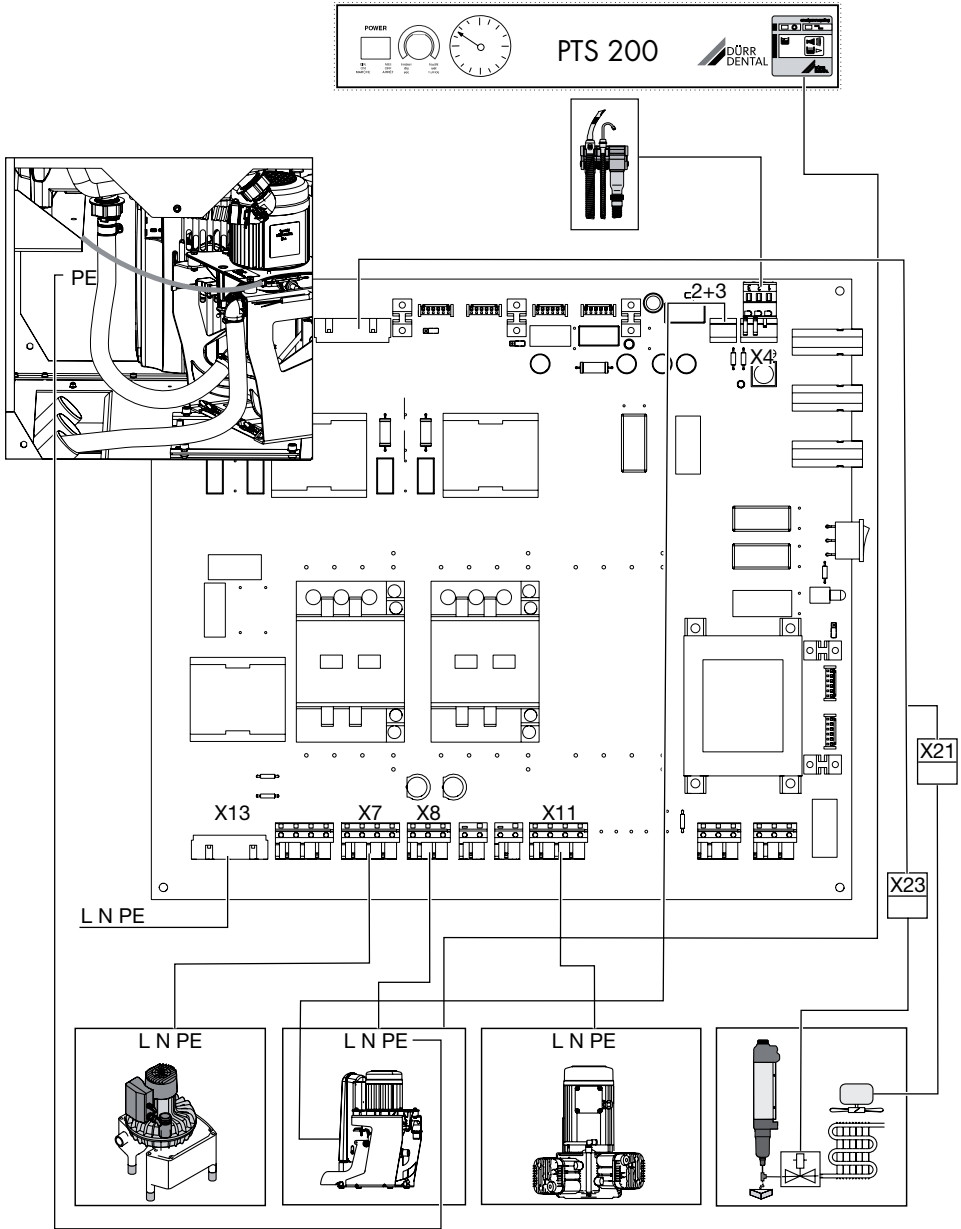 POWER
PTS 200
DÜRR
DENTAL
PE
2+3
X4
X21
X13
X7
X8
X11
X23
L N PE
L N PE
L N PE
L N PE